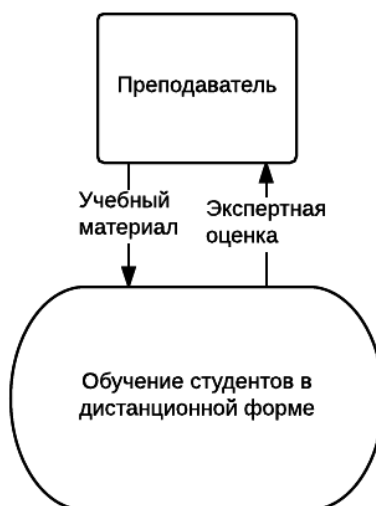 Преподаватель
Учебный
материал
Экспертная
оценка
Обучение студентов в
дистанционной форме